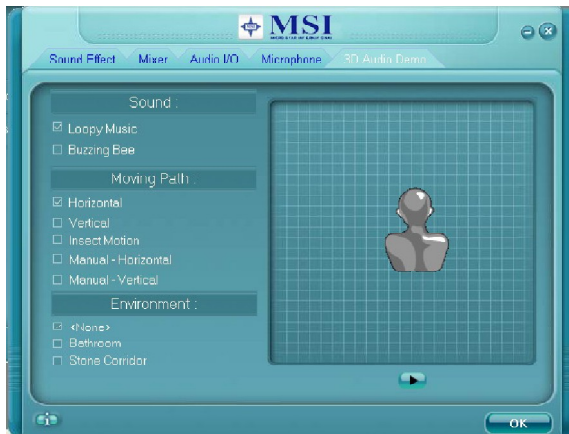 MSI
Sound Effect Mixer Audio I/O Microphone 3D Audio Demo
Sound :
Loopy Music
Buzzing Bee
Moving Path :
Horizontal
Vertical
Insect Motion
Manual - Horizontal
Manual - Vertical
Environment :
<None>
Bathroom
Stone Corridor
OK